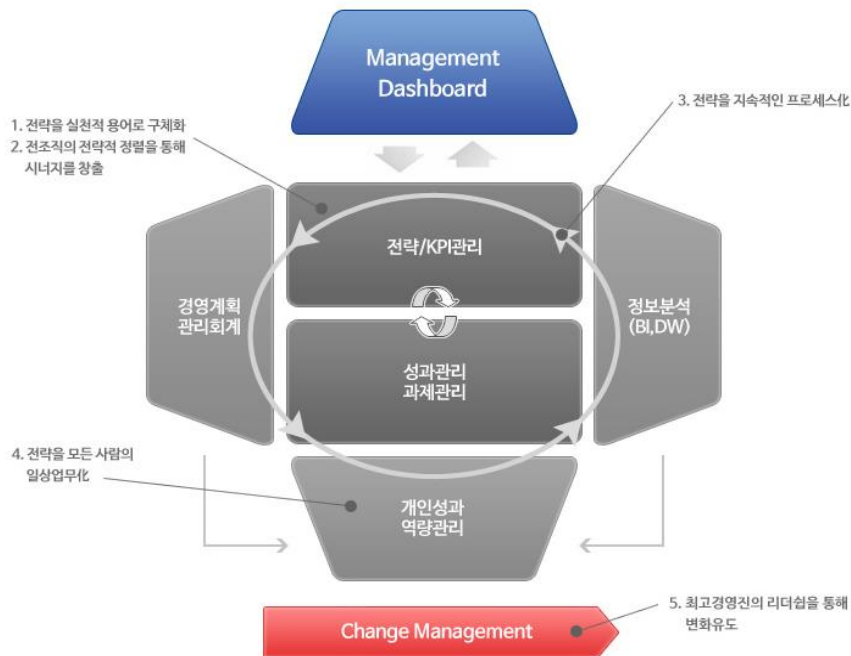 Management
Dashboard
1. 전략을 실천적 용어로 구체화
2. 전조직의 전략적 정렬을 통해
시너지를 창출
3. 전략을 지속적인 프로세스化
전략/KPI관리
경영계획
관리회계
정보분석
(BI,DW)
성과관리
과제관리
4. 전략을 모든 사람의
일상업무化
개인성과
역량관리
Change Management
5. 최고경영진의 리더쉽을 통해
변화유도